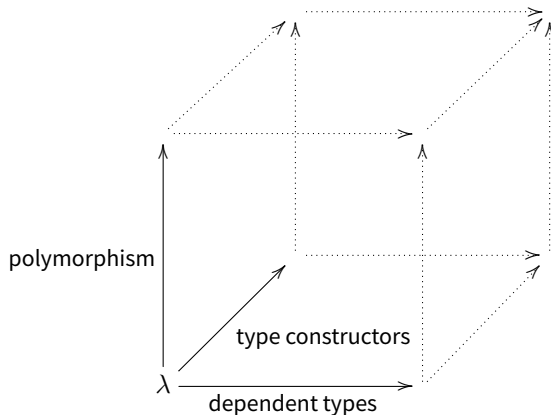 polymorphism
type constructors
λ
dependent types